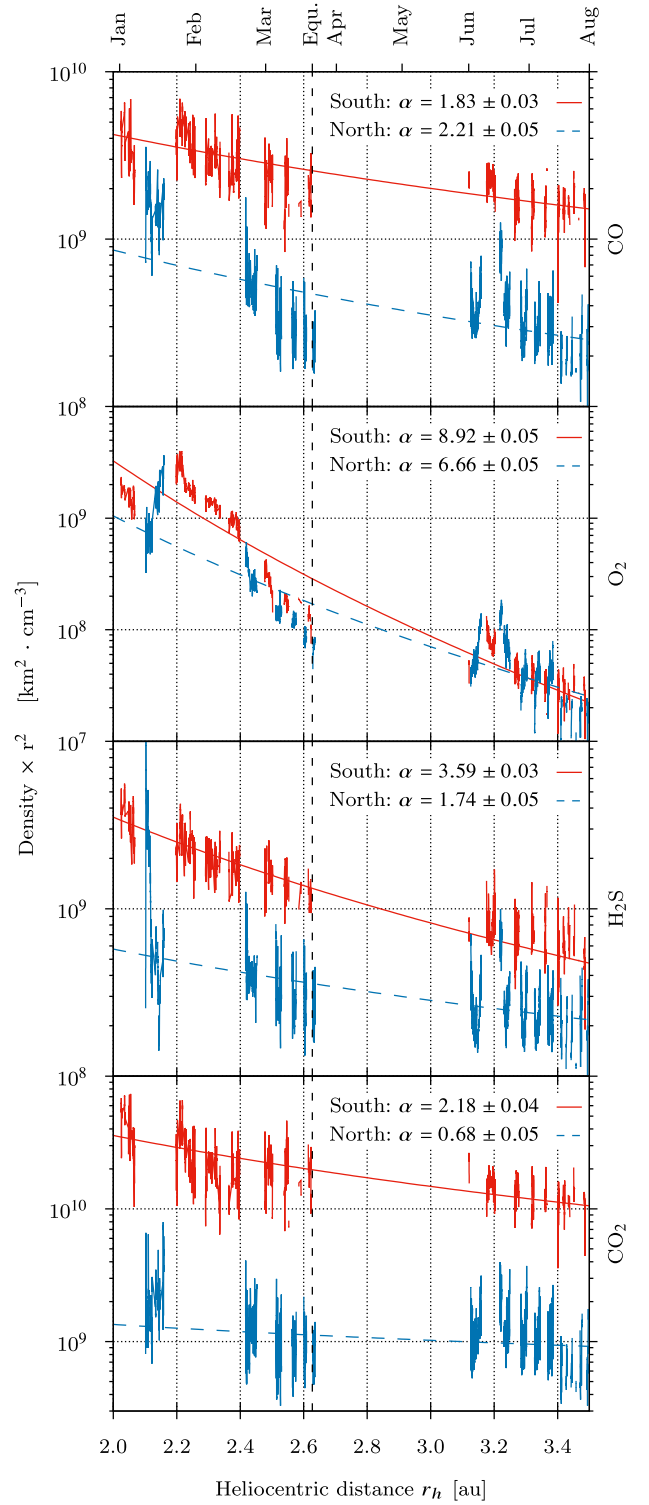 Jan Feb Mar Equ. Apr May Jun Jul Aug
10^10
South: α = 1.83 ± 0.03
North: α = 2.21 ± 0.05
10^9
CO
10^8
South: α = 8.92 ± 0.05
North: α = 6.66 ± 0.05
10^9
O₂
10^8
10^7
Density × r² [km² · cm⁻³]
South: α = 3.59 ± 0.03
North: α = 1.74 ± 0.05
10^9
H₂S
10^8
South: α = 2.18 ± 0.04
North: α = 0.68 ± 0.05
10^10
CO₂
10^9
2.0 2.2 2.4 2.6 2.8 3.0 3.2 3.4
Heliocentric distance r_h [au]